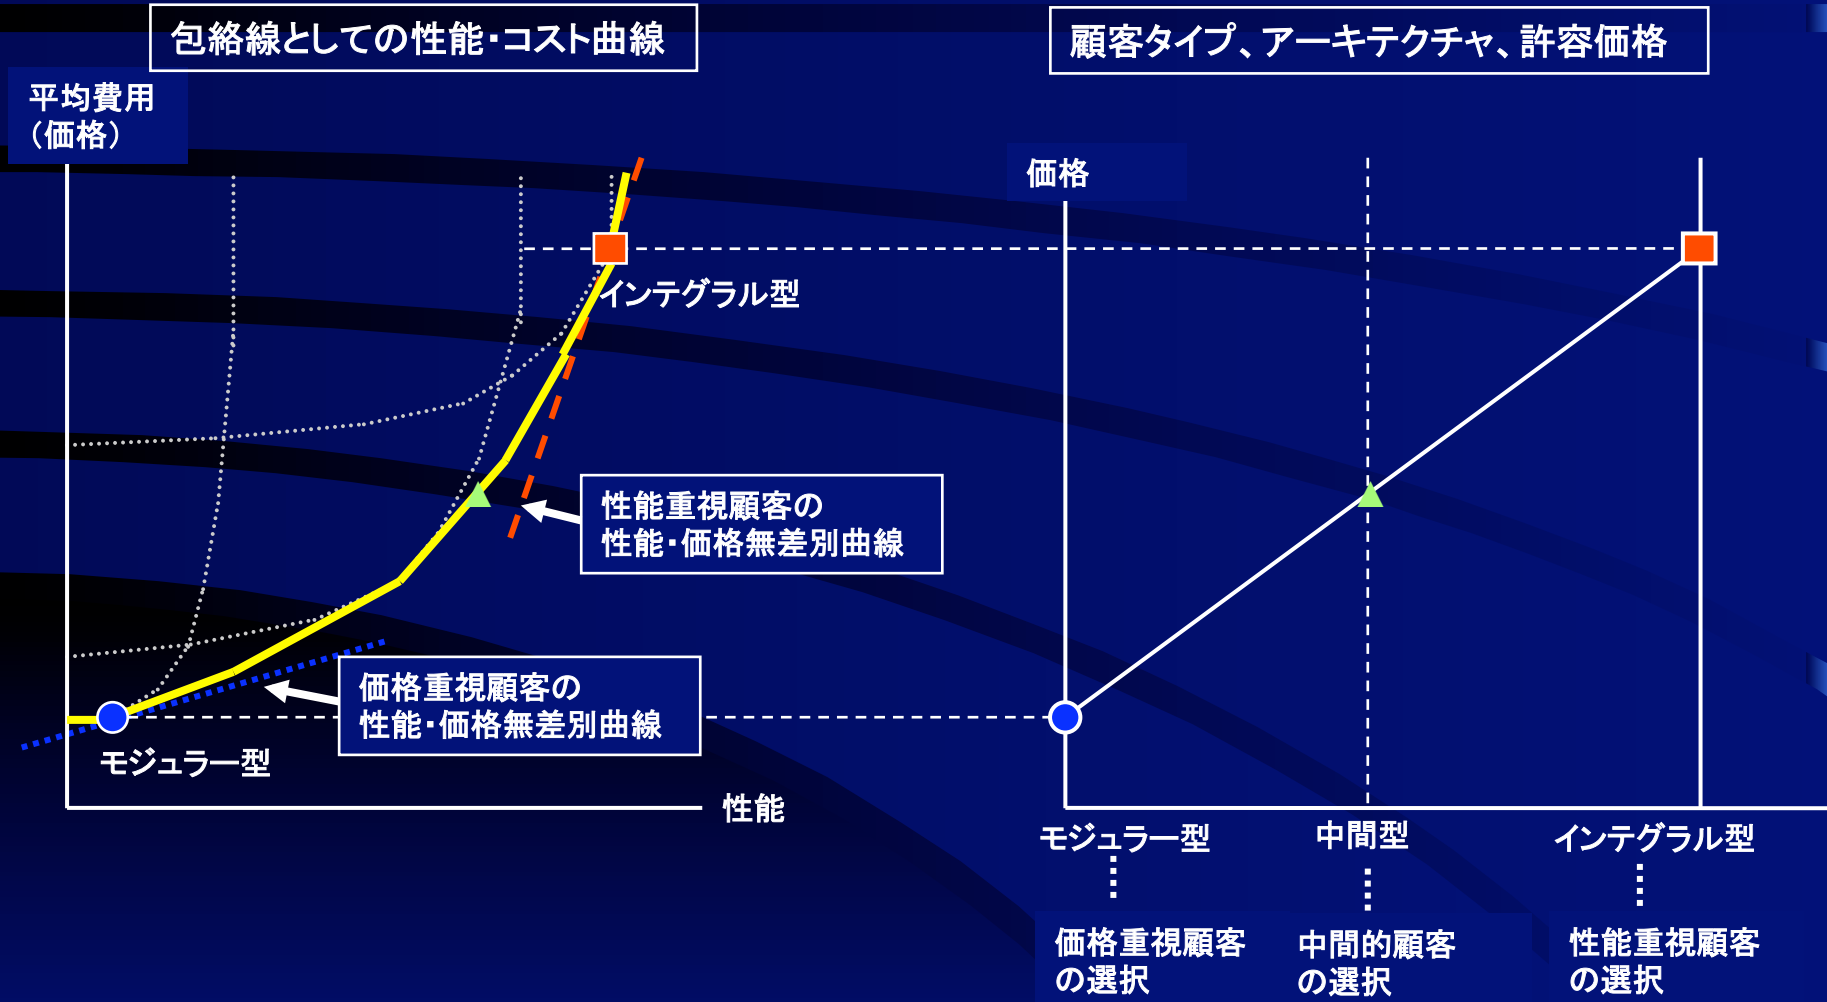 包絡線としての性能・コスト曲線
平均費用
（価格）
インテグラル型
性能重視顧客の
性能・価格無差別曲線
価格重視顧客の
性能・価格無差別曲線
モジュラー型
性能
顧客タイプ、アーキテクチャ、許容価格
価格
モジュラー型
中間型
インテグラル型
価格重視顧客
の選択
中間的顧客
の選択
性能重視顧客
の選択